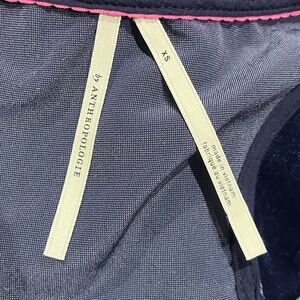 by ANTHROPOLOGIE
XS
made in vietnam
fabriqué au vietnam